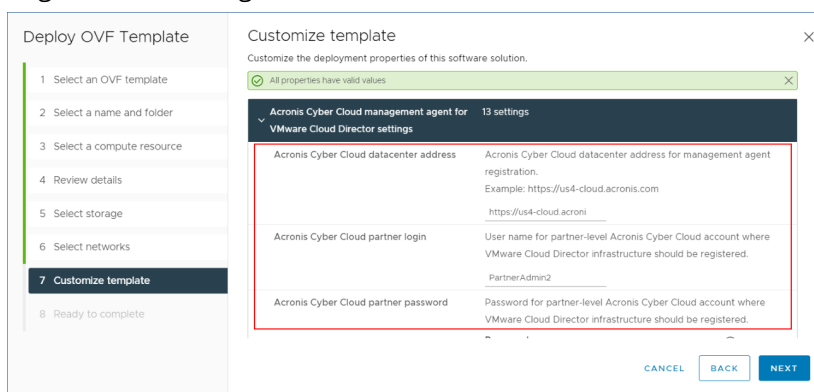 Deploy OVF Template
1 Select an OVF template
2 Select a name and folder
3 Select a compute resource
4 Review details
5 Select storage
6 Select networks
7 Customize template
8 Ready to complete
Customize template
Customize the deployment properties of this software solution.
All properties have valid values
Acronis Cyber Cloud management agent for
VMware Cloud Director settings
13 settings
Acronis Cyber Cloud datacenter address
Acronis Cyber Cloud datacenter address for management agent
registration.
Example: https://us4-cloud.acronis.com
https://us4-cloud.acroni
Acronis Cyber Cloud partner login
User name for partner-level Acronis Cyber Cloud account where
VMware Cloud Director infrastructure should be registered.
PartnerAdmin2
Acronis Cyber Cloud partner password
Password for partner-level Acronis Cyber Cloud account where
VMware Cloud Director infrastructure should be registered.
CANCEL
BACK
NEXT